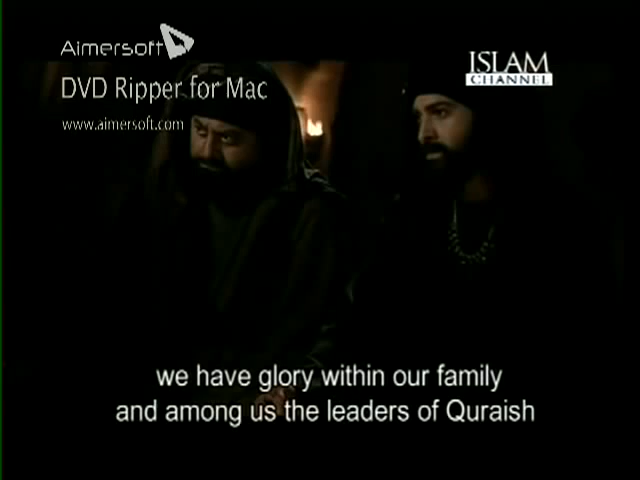 Aimersoft
DVD Ripper for Mac
www.aimersoft.com
ISLAM
CHANNEL
we have glory within our family
and among us the leaders of Quraish